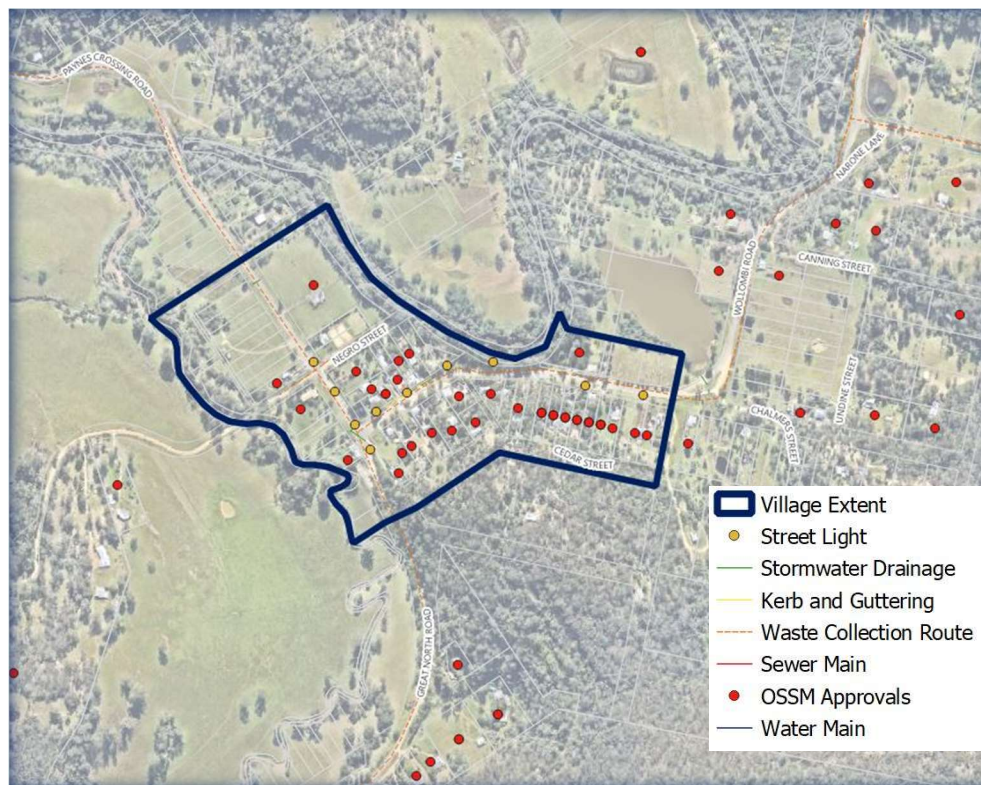 PAYNES CROSSING ROAD
NARONE LANE
CANNING STREET
WOLLOMBI ROAD
NEGRO STREET
UNDINE STREET
CHALMERS STREET
CEDAR STREET
GREAT NORTH ROAD
Village Extent
Street Light
Stormwater Drainage
Kerb and Guttering
Waste Collection Route
Sewer Main
OSSM Approvals
Water Main